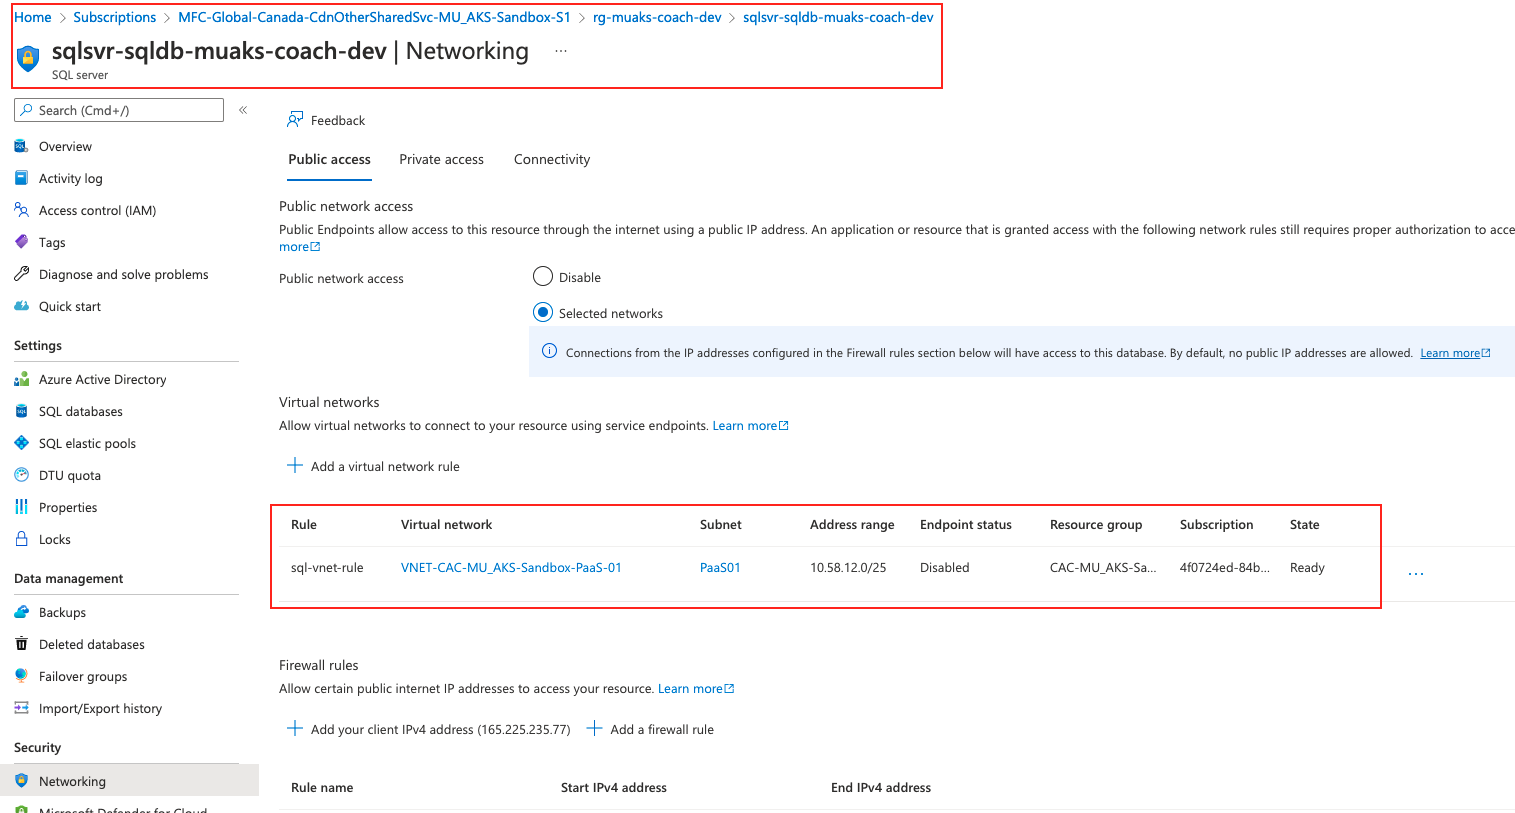 Home > Subscriptions > MFC-Global-Canada-CdnOtherSharedSvc-MU_AKS-Sandbox-S1 > rg-muaks-coach-dev > sqlsvr-sqldb-muaks-coach-dev
sqlsvr-sqldb-muaks-coach-dev | Networking ...
SQL server
Search (Cmd+/)
«
Overview
Activity log
Access control (IAM)
Tags
Diagnose and solve problems
Quick start
Settings
Azure Active Directory
SQL databases
SQL elastic pools
DTU quota
Properties
Locks
Data management
Backups
Deleted databases
Failover groups
Import/Export history
Security
Networking
Microsoft Defender for Cloud
Feedback
Public access Private access Connectivity
Public network access
Public Endpoints allow access to this resource through the internet using a public IP address. An application or resource that is granted access with the following network rules still requires proper authorization to acce
more
Public network access
Disable
Selected networks
Connections from the IP addresses configured in the Firewall rules section below will have access to this database. By default, no public IP addresses are allowed. Learn more
Virtual networks
Allow virtual networks to connect to your resource using service endpoints. Learn more
+ Add a virtual network rule
Rule Virtual network Subnet Address range Endpoint status Resource group Subscription State
sql-vnet-rule VNET-CAC-MU_AKS-Sandbox-PaaS-01 PaaS01 10.58.12.0/25 Disabled CAC-MU_AKS-Sa... 4f0724ed-84b... Ready ...
Firewall rules
Allow certain public internet IP addresses to access your resource. Learn more
+ Add your client IPv4 address (165.225.235.77) + Add a firewall rule
Rule name Start IPv4 address End IPv4 address